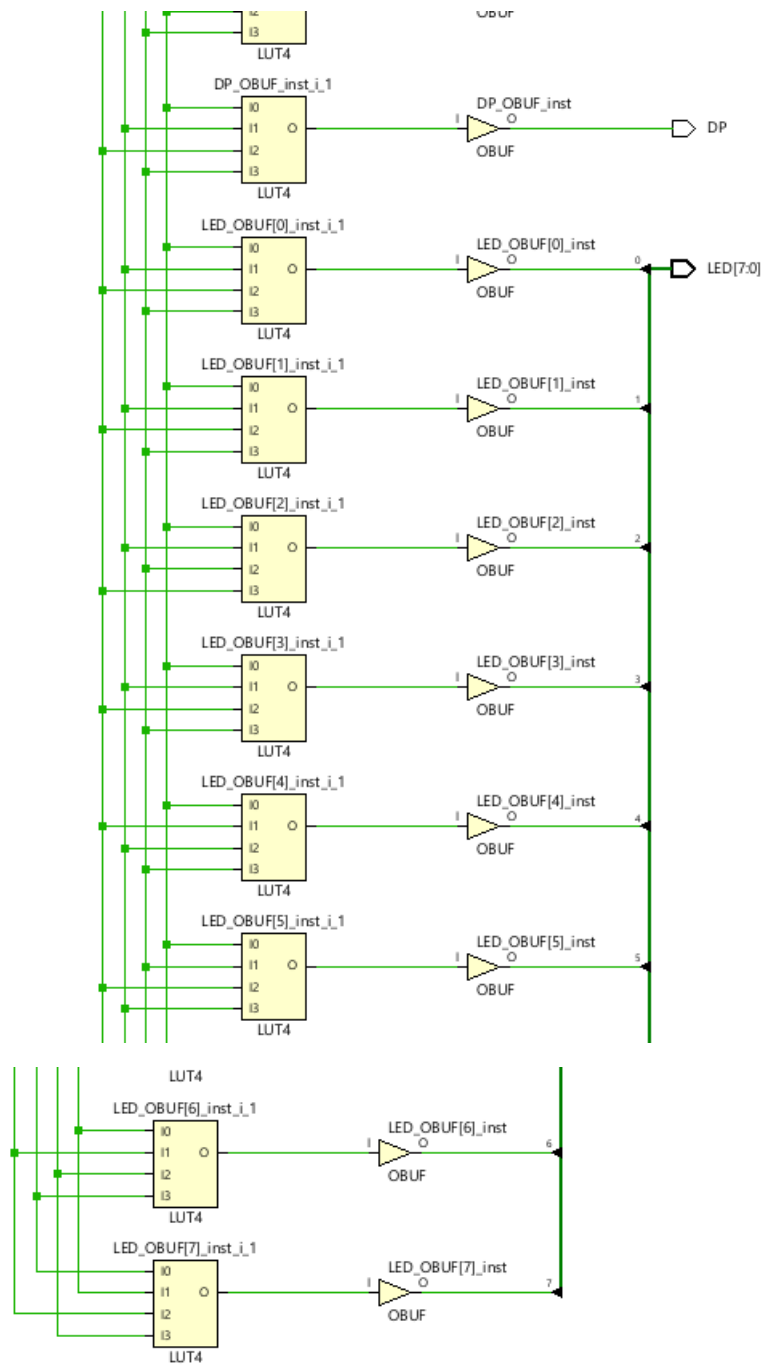 I3
LUT4
DP_OBUF_inst_i_1
I0
I1
I2
I3
O
LUT4
DP_OBUF_inst
I
O
OBUF
DP
LED_OBUF[0]_inst_i_1
I0
I1
I2
I3
O
LUT4
LED_OBUF[0]_inst
I
O
OBUF
0
LED[7:0]
LED_OBUF[1]_inst_i_1
I0
I1
I2
I3
O
LUT4
LED_OBUF[1]_inst
I
O
OBUF
1
LED_OBUF[2]_inst_i_1
I0
I1
I2
I3
O
LUT4
LED_OBUF[2]_inst
I
O
OBUF
2
LED_OBUF[3]_inst_i_1
I0
I1
I2
I3
O
LUT4
LED_OBUF[3]_inst
I
O
OBUF
3
LED_OBUF[4]_inst_i_1
I0
I1
I2
I3
O
LUT4
LED_OBUF[4]_inst
I
O
OBUF
4
LED_OBUF[5]_inst_i_1
I0
I1
I2
I3
O
LUT4
LED_OBUF[5]_inst
I
O
OBUF
5
LUT4
LED_OBUF[6]_inst_i_1
I0
I1
I2
I3
O
LUT4
LED_OBUF[6]_inst
I
O
OBUF
6
LED_OBUF[7]_inst_i_1
I0
I1
I2
I3
O
LUT4
LED_OBUF[7]_inst
I
O
OBUF
7